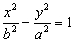 x²/b² − y²/a² = 1